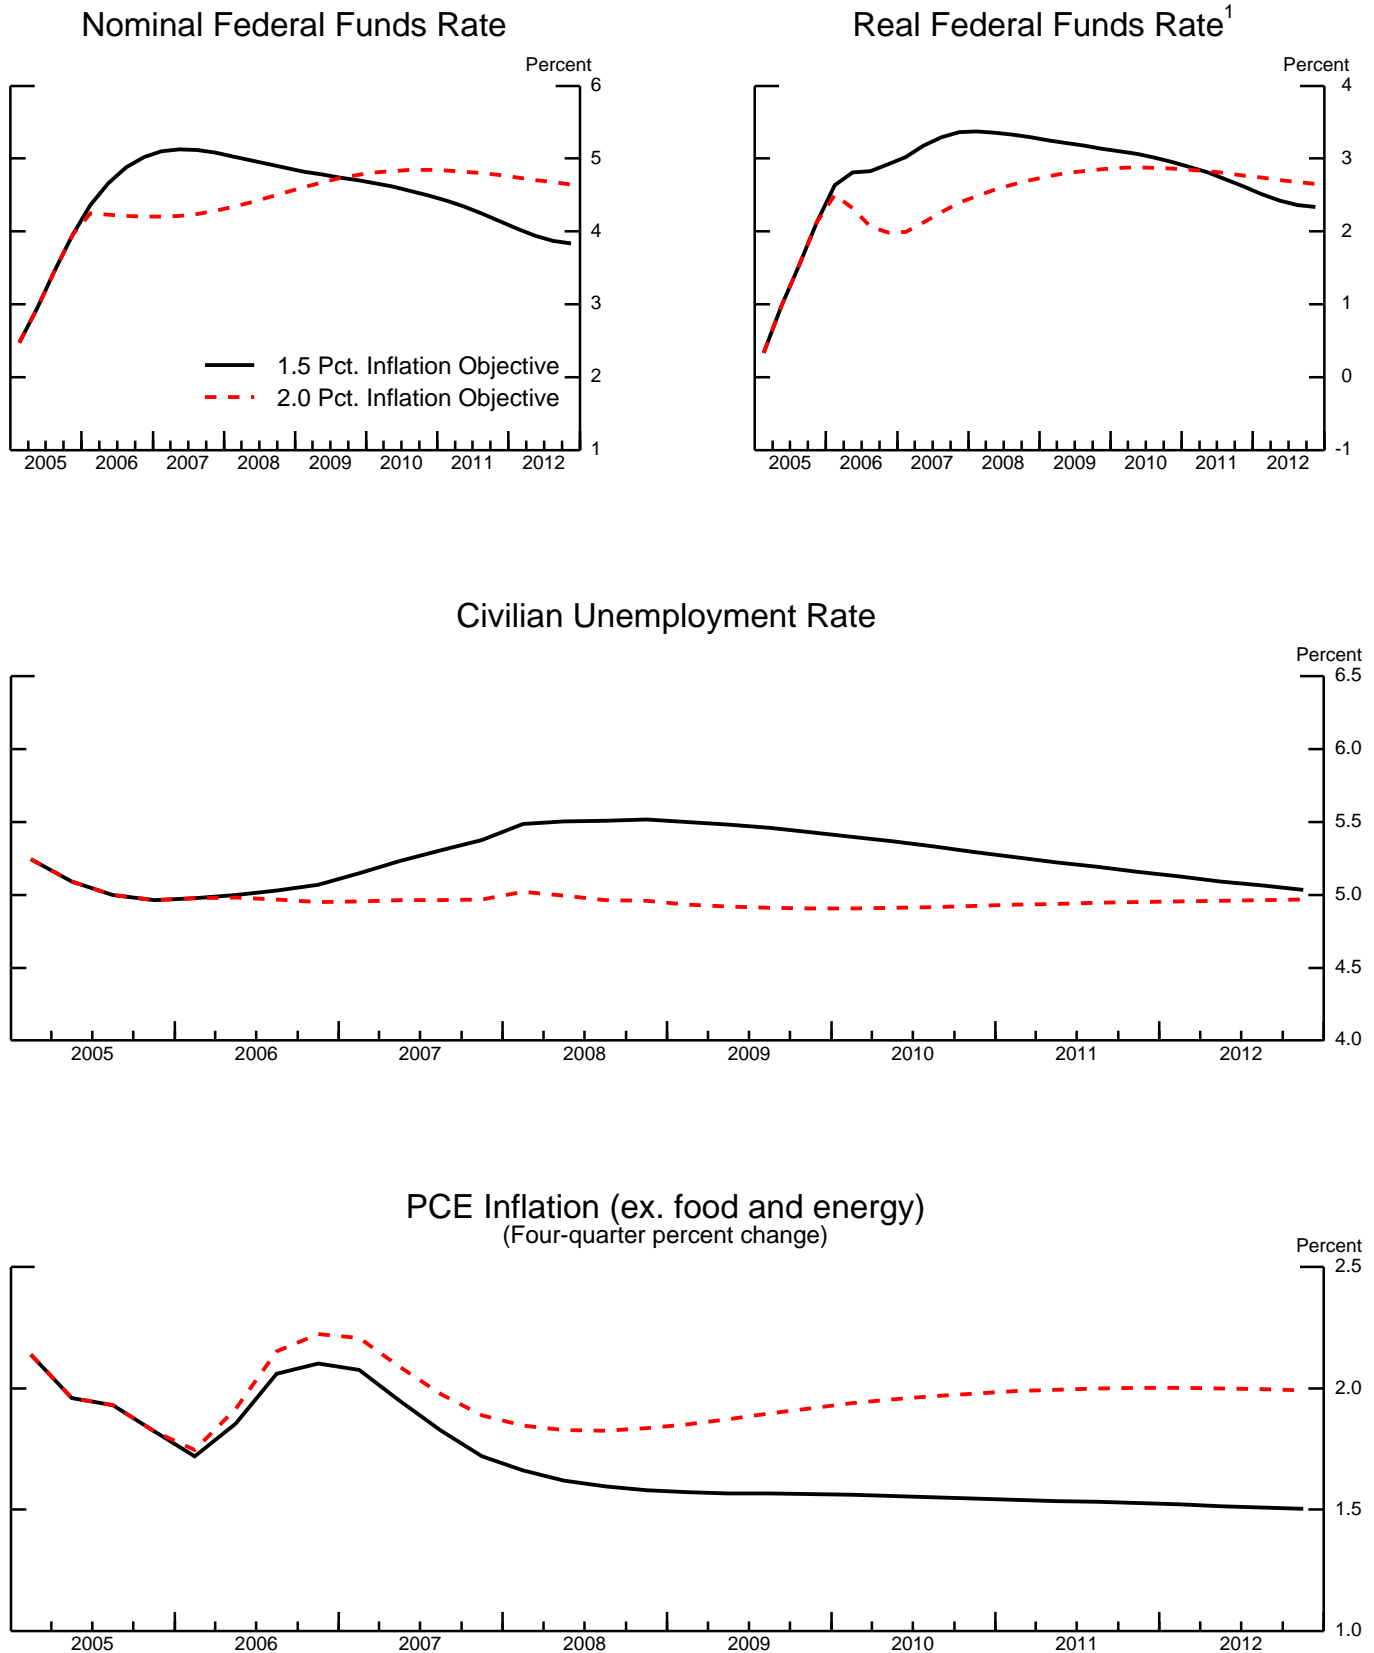 Nominal Federal Funds Rate
Percent
6
5
4
3
2
1
1.5 Pct. Inflation Objective
2.0 Pct. Inflation Objective
2005 2006 2007 2008 2009 2010 2011 2012
Real Federal Funds Rate1
Percent
4
3
2
1
0
-1
2005 2006 2007 2008 2009 2010 2011 2012
Civilian Unemployment Rate
Percent
6.5
6.0
5.5
5.0
4.5
4.0
2005 2006 2007 2008 2009 2010 2011 2012
PCE Inflation (ex. food and energy)
(Four-quarter percent change)
Percent
2.5
2.0
1.5
1.0
2005 2006 2007 2008 2009 2010 2011 2012